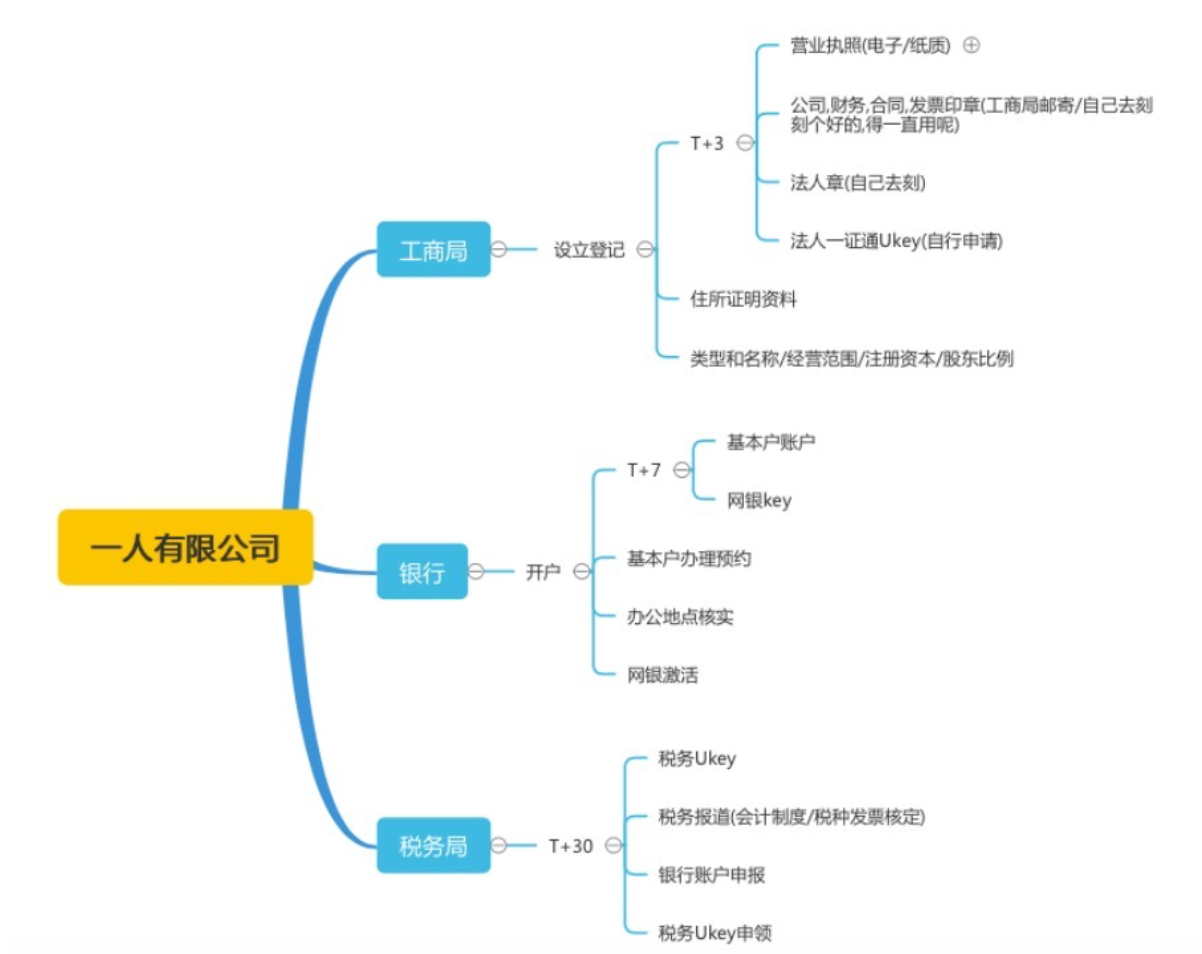 一人有限公司
工商局
设立登记
T+3
营业执照(电子/纸质)
公司,财务,合同,发票印章(工商局邮寄/自己去刻
刻个好的,得一直用呢)
法人章(自己去刻)
法人一证通Ukey(自行申请)
住所证明资料
类型和名称/经营范围/注册资本/股东比例
银行
开户
T+7
基本户账户
网银key
基本户办理预约
办公地点核实
网银激活
税务局
T+30
税务Ukey
税务报道(会计制度/税种发票核定)
银行账户申报
税务Ukey申领